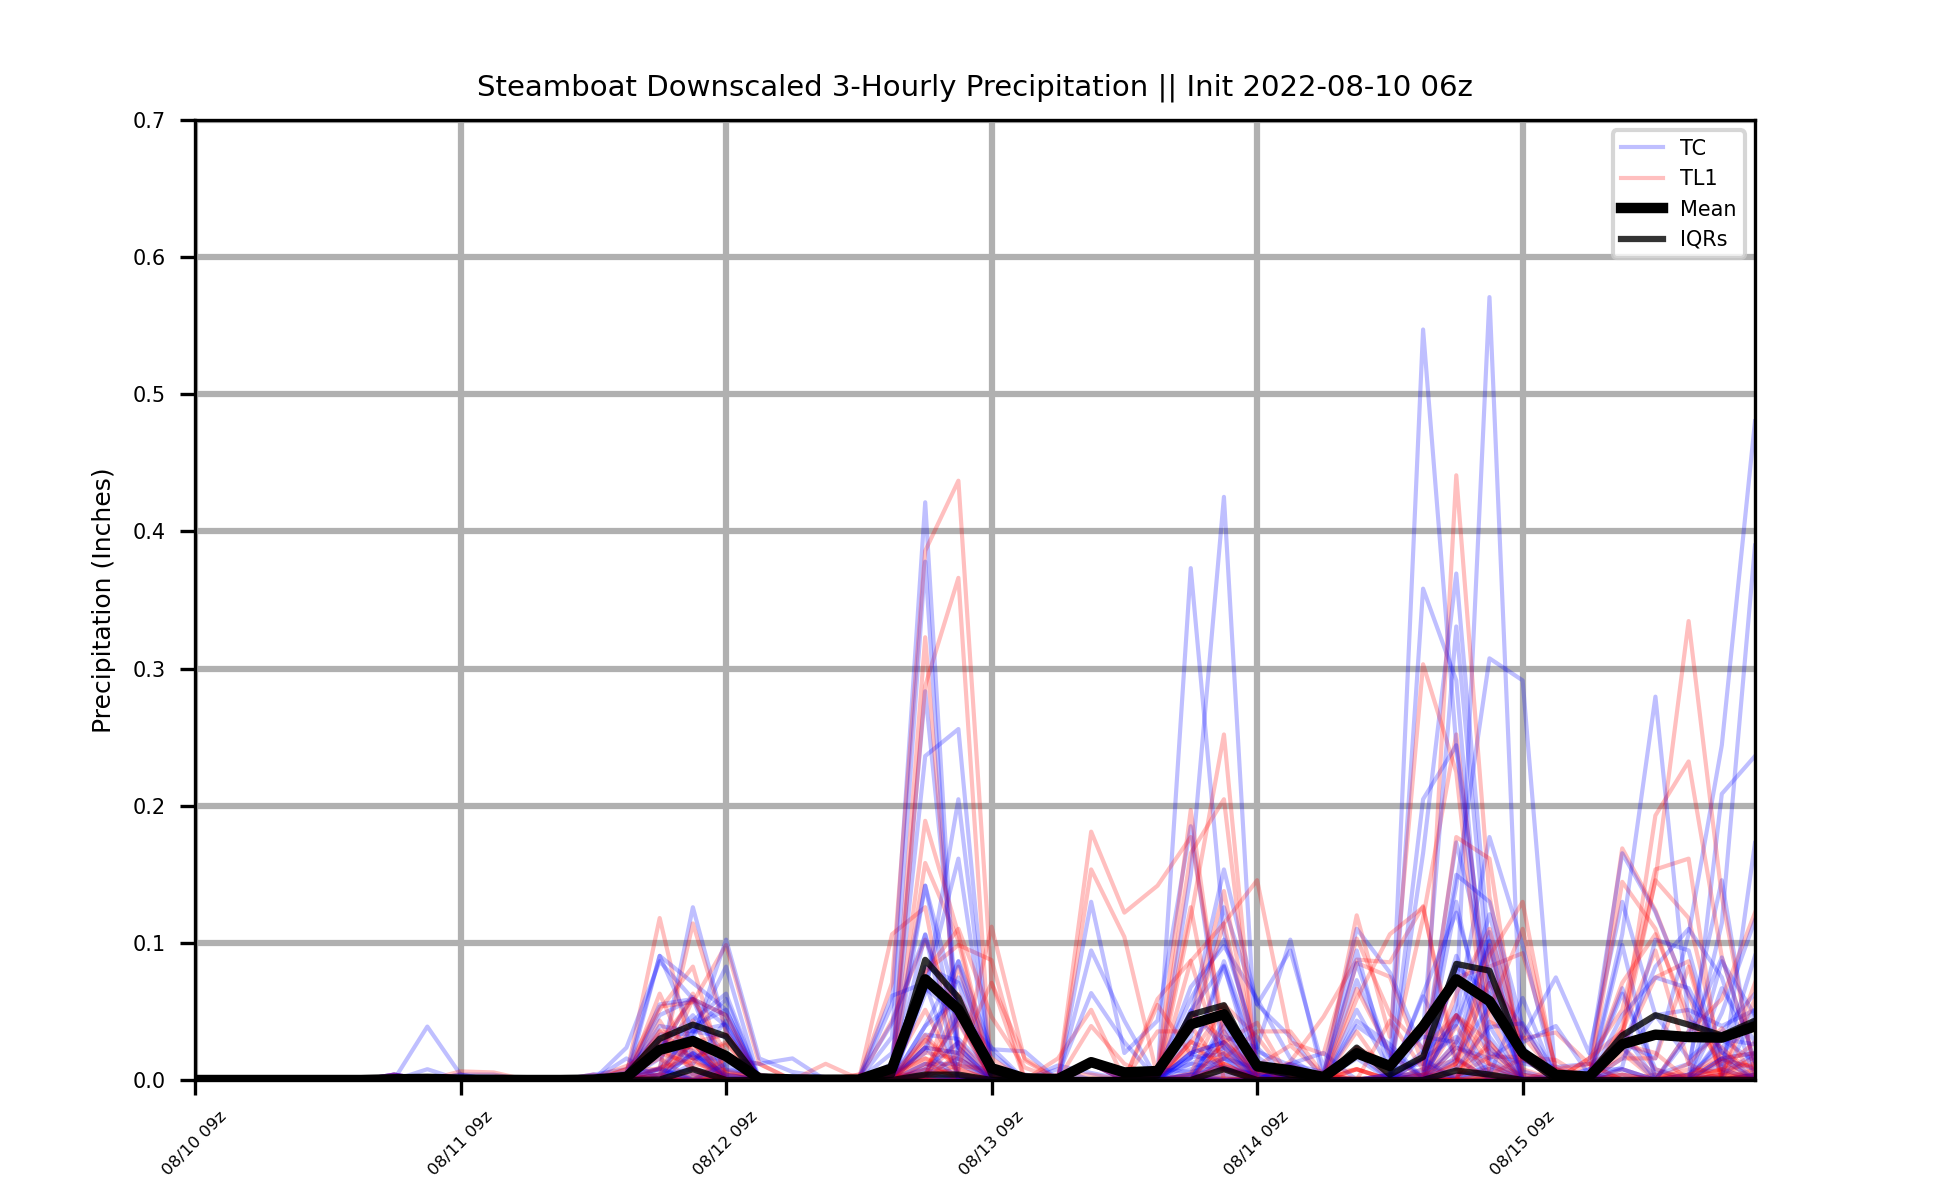 Steamboat Downscaled 3-Hourly Precipitation || Init 2022-08-10 06z
TC
TL1
Mean
IQRs
Precipitation (Inches)
0.7
0.6
0.5
0.4
0.3
0.2
0.1
0.0
08/10 09z
08/11 09z
08/12 09z
08/13 09z
08/14 09z
08/15 09z